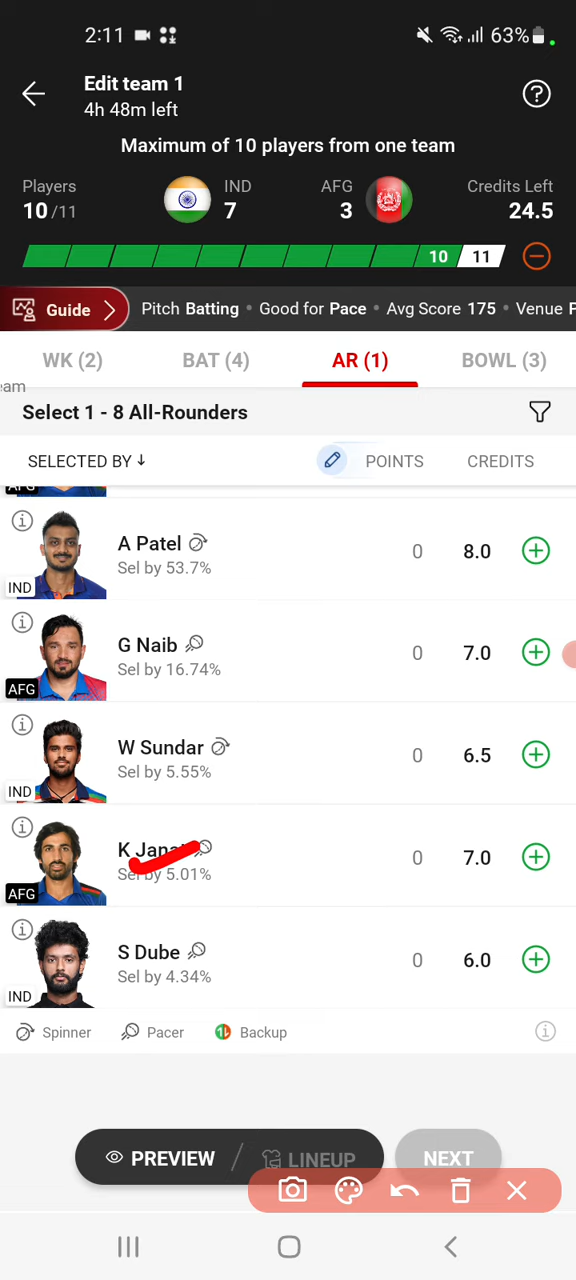 2:11
63%
Edit team 1
4h 48m left
Maximum of 10 players from one team
Players
10/11
IND
7
AFG
3
Credits Left
24.5
10
11
Guide
Pitch Batting • Good for Pace • Avg Score 175 • Venue
WK (2)
BAT (4)
AR (1)
BOWL (3)
eam
Select 1 - 8 All-Rounders
SELECTED BY ↓
POINTS
CREDITS
AFG
A Patel
Sel by 53.7%
IND
0
8.0
G Naib
Sel by 16.74%
AFG
0
7.0
W Sundar
Sel by 5.55%
IND
0
6.5
K Janat
Sel by 5.01%
AFG
0
7.0
S Dube
Sel by 4.34%
IND
0
6.0
Spinner
Pacer
Backup
PREVIEW
LINEUP
NEXT